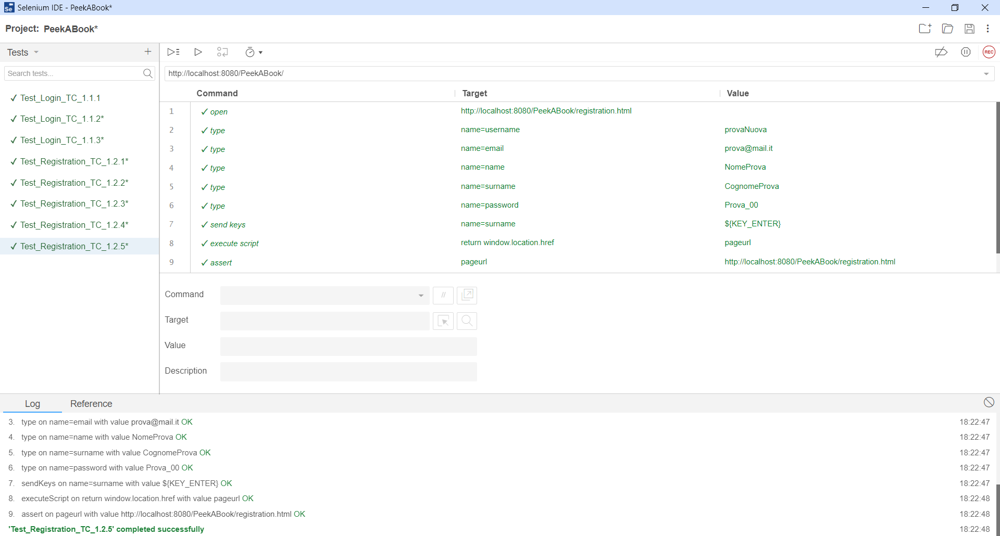 Selenium IDE - PeekABook*
Project: PeekABook*
Tests
Search tests...
✓ Test_Login_TC_1.1.1
✓ Test_Login_TC_1.1.2*
✓ Test_Login_TC_1.1.3*
✓ Test_Registration_TC_1.2.1*
✓ Test_Registration_TC_1.2.2*
✓ Test_Registration_TC_1.2.3*
✓ Test_Registration_TC_1.2.4*
✓ Test_Registration_TC_1.2.5*
REC
http://localhost:8080/PeekABook/
Command Target Value
1 ✓ open http://localhost:8080/PeekABook/registration.html
2 ✓ type name=username provaNuova
3 ✓ type name=email prova@mail.it
4 ✓ type name=name NomeProva
5 ✓ type name=surname CognomeProva
6 ✓ type name=password Prova_00
7 ✓ send keys name=surname ${KEY_ENTER}
8 ✓ execute script return window.location.href pageurl
9 ✓ assert pageurl http://localhost:8080/PeekABook/registration.html
Command //
Target
Value
Description
Log Reference
3. type on name=email with value prova@mail.it OK 18:22:47
4. type on name=name with value NomeProva OK 18:22:47
5. type on name=surname with value CognomeProva OK 18:22:47
6. type on name=password with value Prova_00 OK 18:22:47
7. sendKeys on name=surname with value ${KEY_ENTER} OK 18:22:47
8. executeScript on return window.location.href with value pageurl OK 18:22:48
9. assert on pageurl with value http://localhost:8080/PeekABook/registration.html OK 18:22:48
'Test_Registration_TC_1.2.5' completed successfully 18:22:48